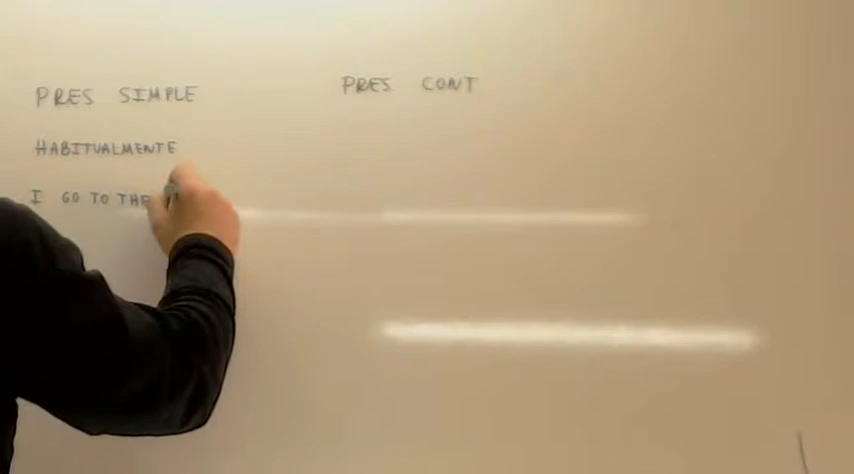 PRES SIMPLE
PRES CONT
HABITUALMENTE
I GO TO THE